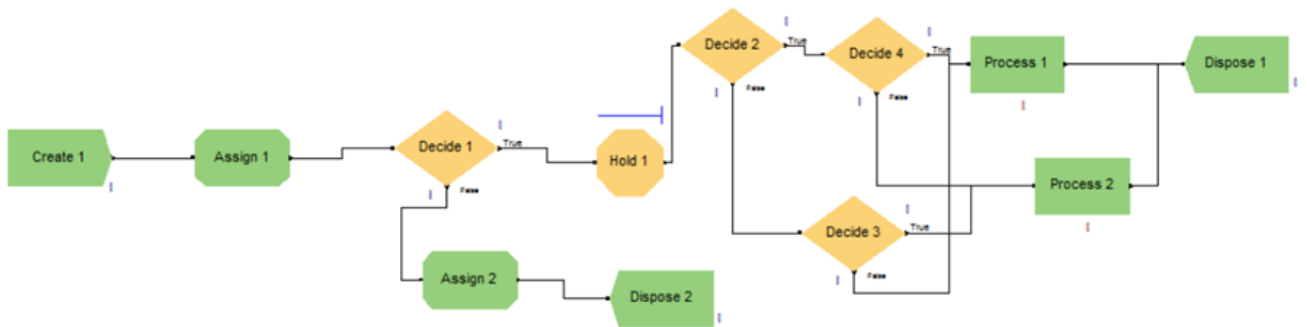 Decide 2
True
False
Decide 4
True
False
Process 1
Dispose 1
Create 1
Assign 1
Decide 1
True
False
Hold 1
Process 2
Decide 3
True
False
Assign 2
Dispose 2